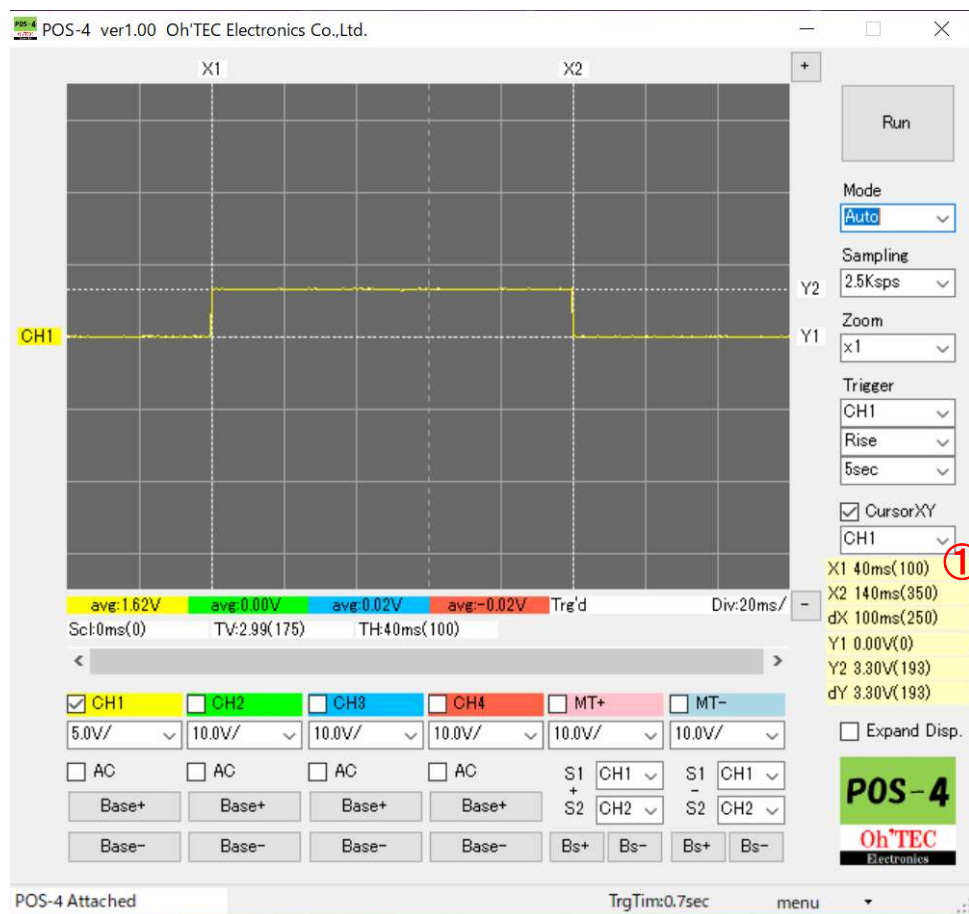 POS-4 ver1.00 Oh'TEC Electronics Co.,Ltd.
X1 X2 +
Run
Mode
Auto
Sampling
2.5Ksps
Y2
Zoom
x1
CH1 Y1
Trigger
CH1
Rise
5sec
CursorXY
CH1
①
X1 40ms(100)
X2 140ms(350)
dX 100ms(250)
Y1 0.00V(0)
Y2 3.30V(193)
dY 3.30V(193)
avg:1.62V avg:0.00V avg:0.02V avg:-0.02V Trg'd Div:20ms/ -
Scl:0ms(0) TV:2.99(175) TH:40ms(100)
< >
CH1 CH2 CH3 CH4 MT+ MT-
5.0V/ 10.0V/ 10.0V/ 10.0V/ 10.0V/ 10.0V/
Expand Disp.
AC AC AC AC S1 CH1 S1 CH1
+ -
Base+ Base+ Base+ Base+ S2 CH2 S2 CH2
Base- Base- Base- Base- Bs+ Bs- Bs+ Bs-
POS-4
Oh'TEC
Electronics
POS-4 Attached TrgTim:0.7sec menu